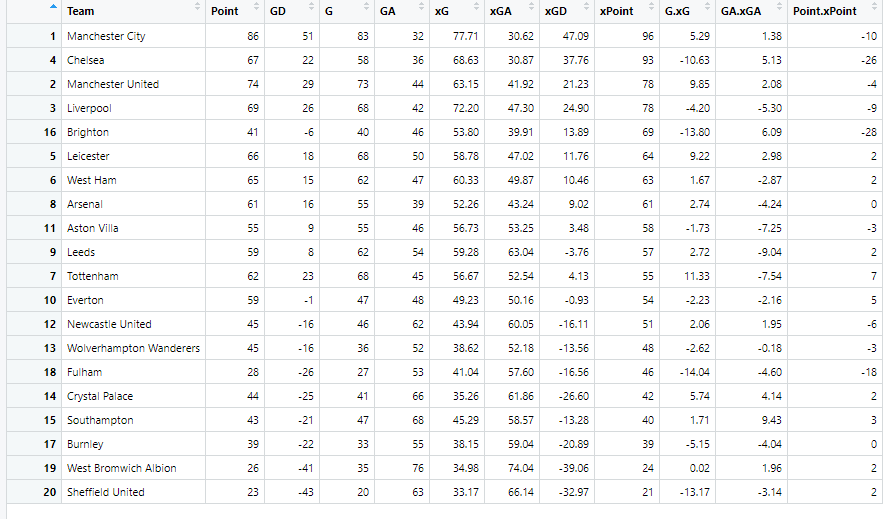 Team Point GD G GA xG xGA xGD xPoint G.xG GA.xGA Point.xPoint
1 Manchester City 86 51 83 32 77.71 30.62 47.09 96 5.29 1.38 -10
4 Chelsea 67 22 58 36 68.63 30.87 37.76 93 -10.63 5.13 -26
2 Manchester United 74 29 73 44 63.15 41.92 21.23 78 9.85 2.08 -4
3 Liverpool 69 26 68 42 72.20 47.30 24.90 78 -4.20 -5.30 -9
16 Brighton 41 -6 40 46 53.80 39.91 13.89 69 -13.80 6.09 -28
5 Leicester 66 18 68 50 58.78 47.02 11.76 64 9.22 2.98 2
6 West Ham 65 15 62 47 60.33 49.87 10.46 63 1.67 -2.87 2
8 Arsenal 61 16 55 39 52.26 43.24 9.02 61 2.74 -4.24 0
11 Aston Villa 55 9 55 46 56.73 53.25 3.48 58 -1.73 -7.25 -3
9 Leeds 59 8 62 54 59.28 63.04 -3.76 57 2.72 -9.04 2
7 Tottenham 62 23 68 45 56.67 52.54 4.13 55 11.33 -7.54 7
10 Everton 59 -1 47 48 49.23 50.16 -0.93 54 -2.23 -2.16 5
12 Newcastle United 45 -16 46 62 43.94 60.05 -16.11 51 2.06 1.95 -6
13 Wolverhampton Wanderers 45 -16 36 52 38.62 52.18 -13.56 48 -2.62 -0.18 -3
18 Fulham 28 -26 27 53 41.04 57.60 -16.56 46 -14.04 -4.60 -18
14 Crystal Palace 44 -25 41 66 35.26 61.86 -26.60 42 5.74 4.14 2
15 Southampton 43 -21 47 68 45.29 58.57 -13.28 40 1.71 9.43 3
17 Burnley 39 -22 33 55 38.15 59.04 -20.89 39 -5.15 -4.04 0
19 West Bromwich Albion 26 -41 35 76 34.98 74.04 -39.06 24 0.02 1.96 2
20 Sheffield United 23 -43 20 63 33.17 66.14 -32.97 21 -13.17 -3.14 2